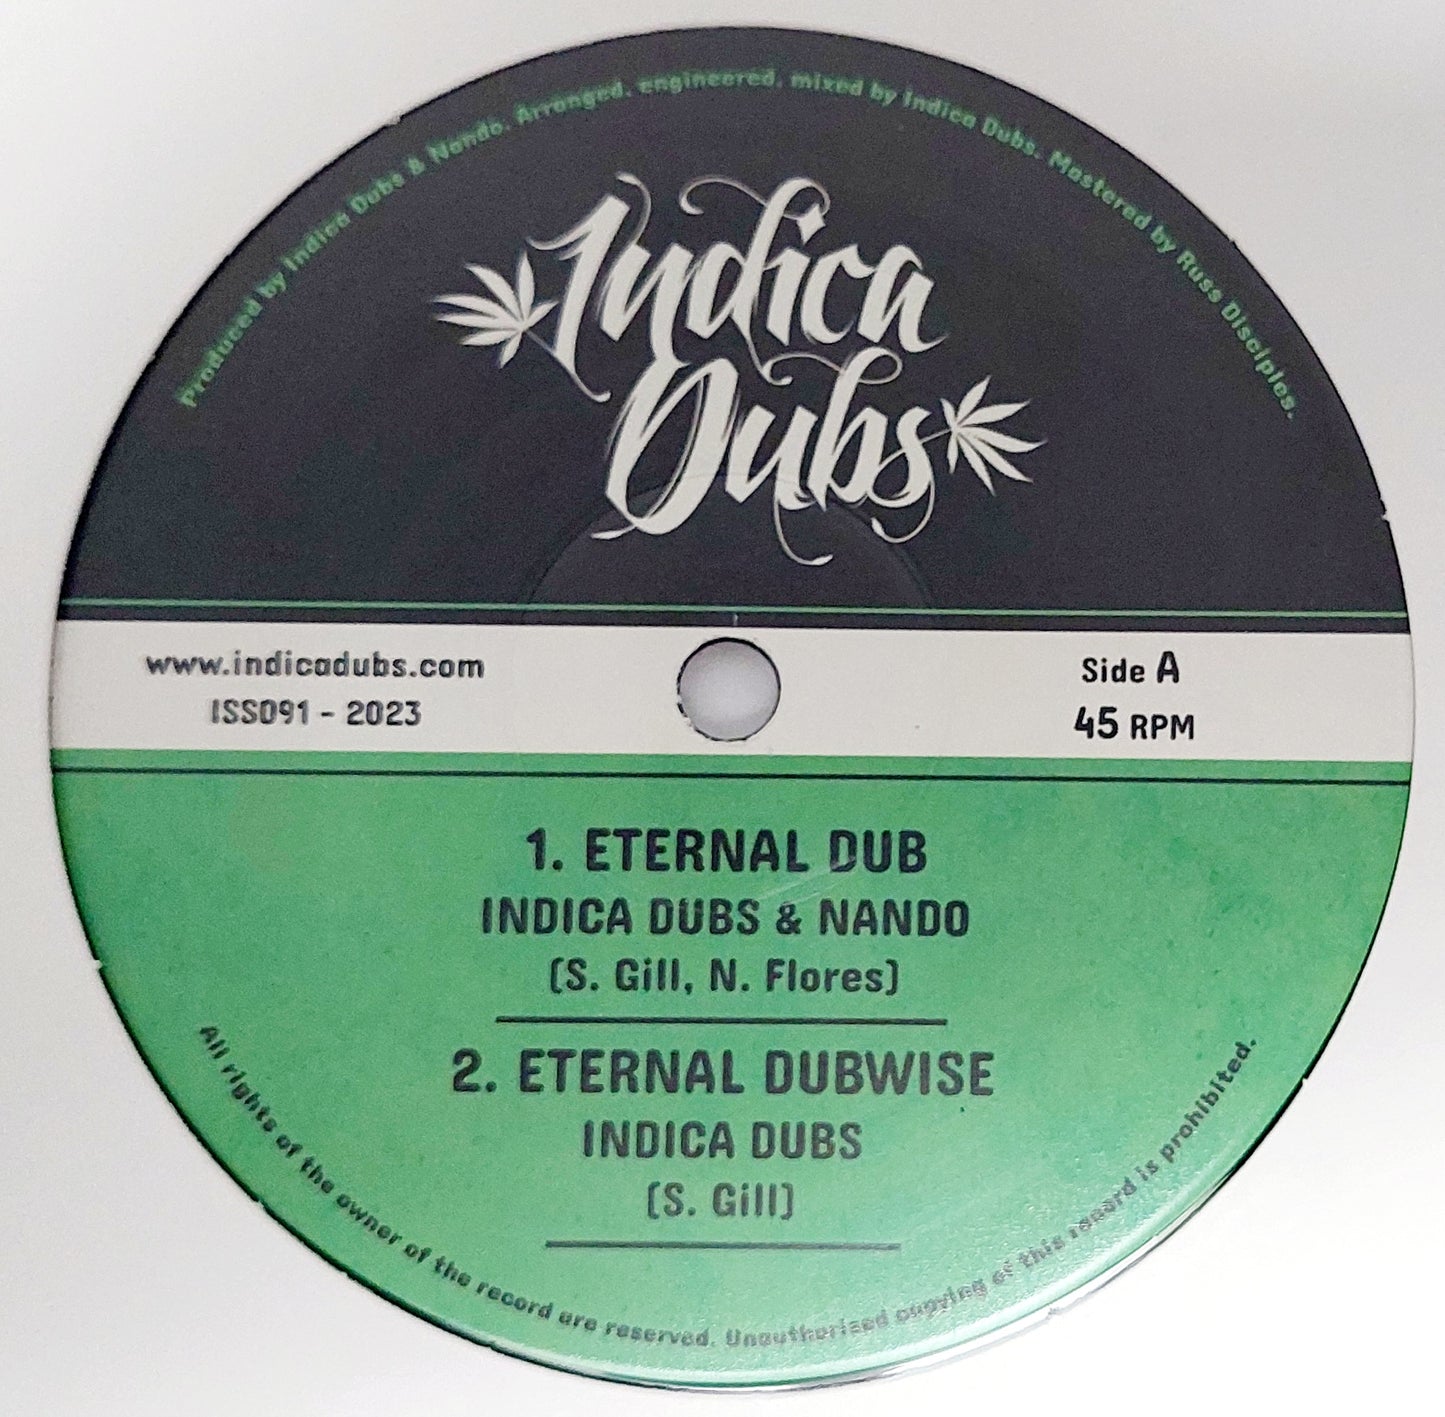 Produced by Indica Dubs & Nando. Arranged, engineered, mixed by Indica Dubs. Mastered by Russ Disciples.
Indica
Dubs
www.indicadubs.com
ISS091 - 2023
Side A
45 RPM
1. ETERNAL DUB
INDICA DUBS & NANDO
(S. Gill, N. Flores)
2. ETERNAL DUBWISE
INDICA DUBS
(S. Gill)
All rights of the owner of the record are reserved. Unauthorised copying of this record is prohibited.